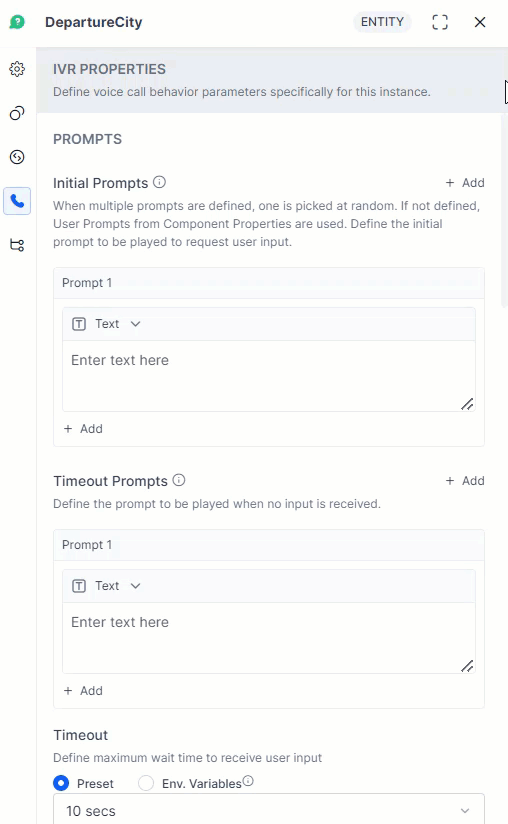 DepartureCity
ENTITY
IVR PROPERTIES
Define voice call behavior parameters specifically for this instance.
PROMPTS
Initial Prompts
+ Add
When multiple prompts are defined, one is picked at random. If not defined,
User Prompts from Component Properties are used. Define the initial
prompt to be played to request user input.
Prompt 1
Text
Enter text here
+ Add
Timeout Prompts
+ Add
Define the prompt to be played when no input is received.
Prompt 1
Text
Enter text here
+ Add
Timeout
Define maximum wait time to receive user input
Preset
Env. Variables
10 secs